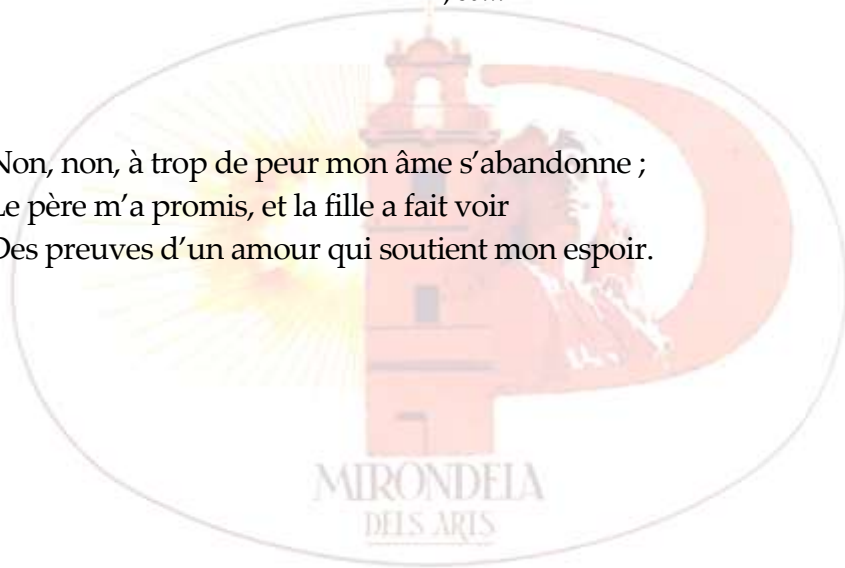 Non, non, à trop de peur mon âme s’abandonne ;
Le père m’a promis, et la fille a fait voir
Des preuves d’un amour qui soutient mon espoir.
MIRONDELA
DELS ARTS